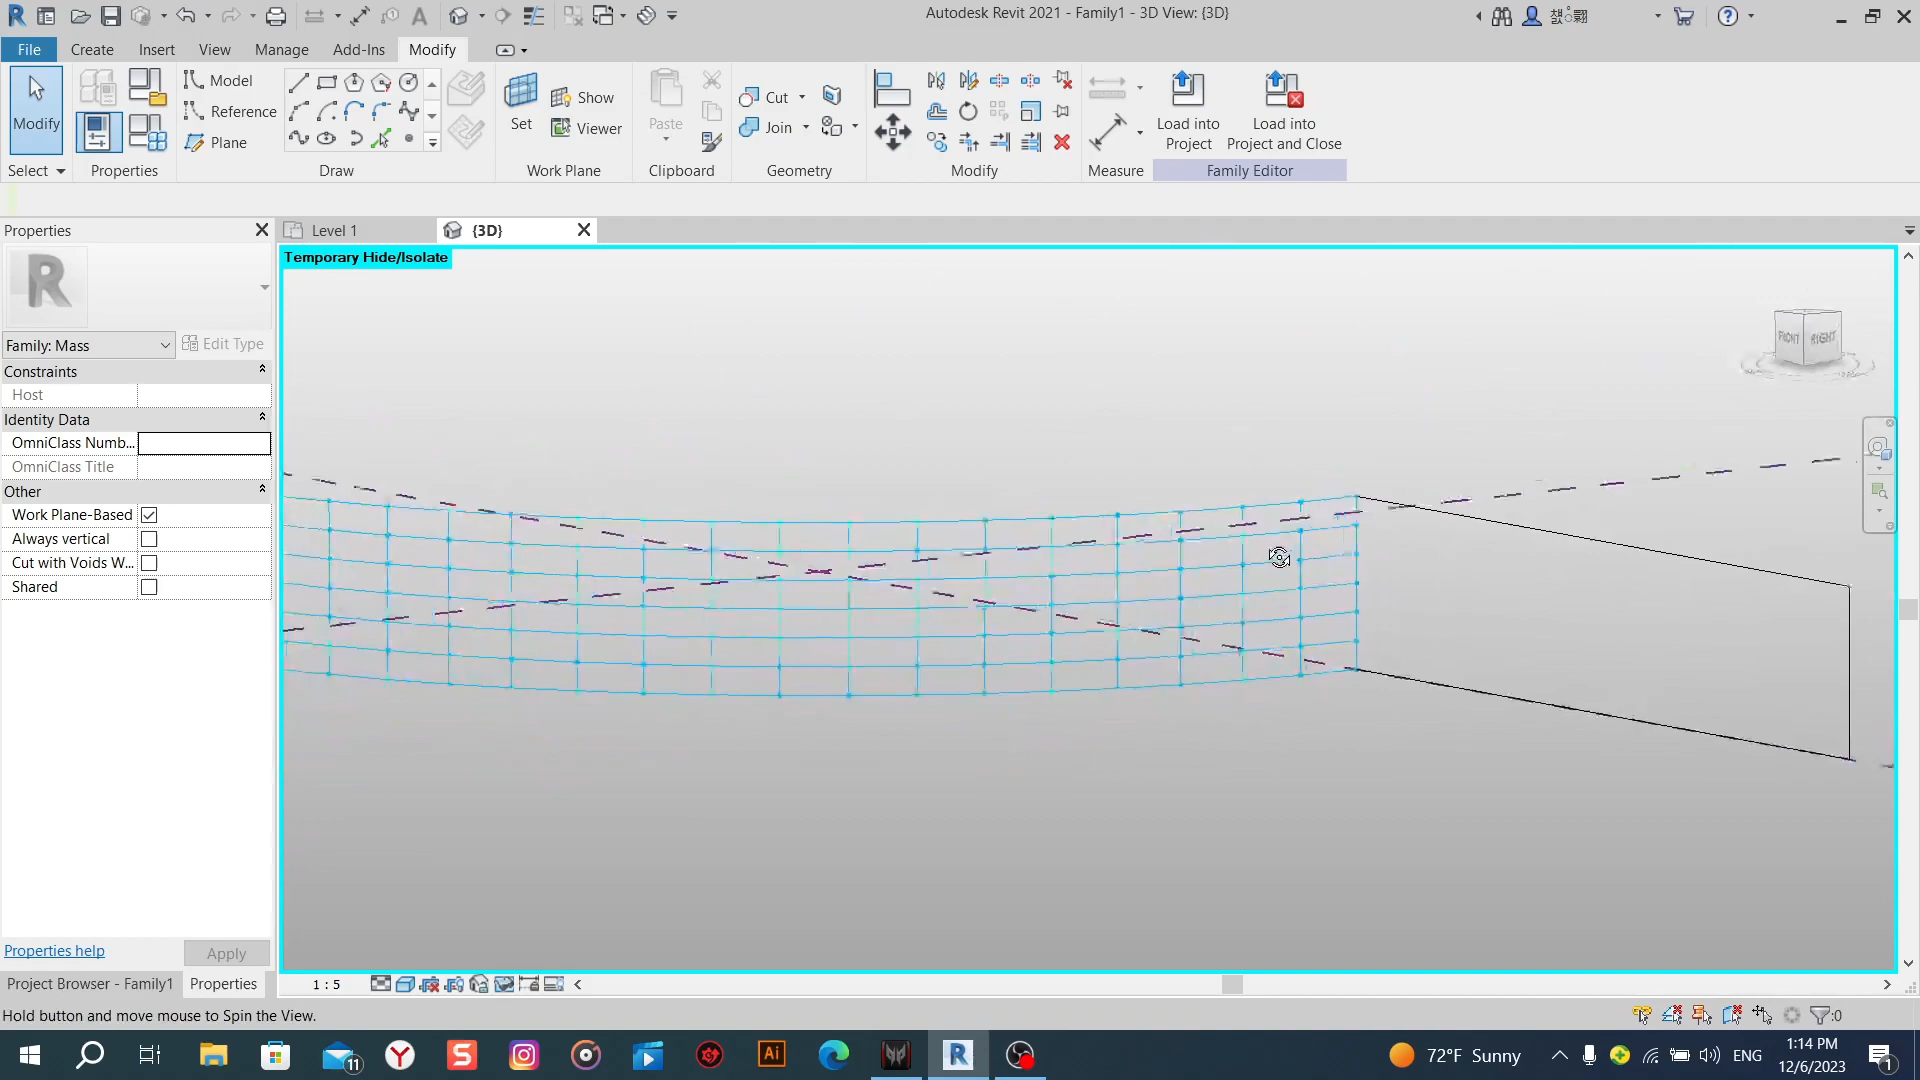 Autodesk Revit 2021 - Family1 - 3D View: {3D}
File Create Insert View Manage Add-Ins Modify
Modify
Model
Reference
Plane
Set
Show
Viewer
Paste
Cut
Join
Load into
Project
Load into
Project and Close
Select Properties Draw Work Plane Clipboard Geometry Modify Measure Family Editor
Properties
Level 1
{3D}
Temporary Hide/Isolate
R
FRONT RIGHT
Family: Mass
Edit Type
Constraints
Host
Identity Data
OmniClass Numb...
OmniClass Title
Other
Work Plane-Based
Always vertical
Cut with Voids W...
Shared
Properties help
Apply
Project Browser - Family1
Properties
1 : 5
Hold button and move mouse to Spin the View.
:0
11
72°F Sunny
ENG
1:14 PM
12/6/2023
1